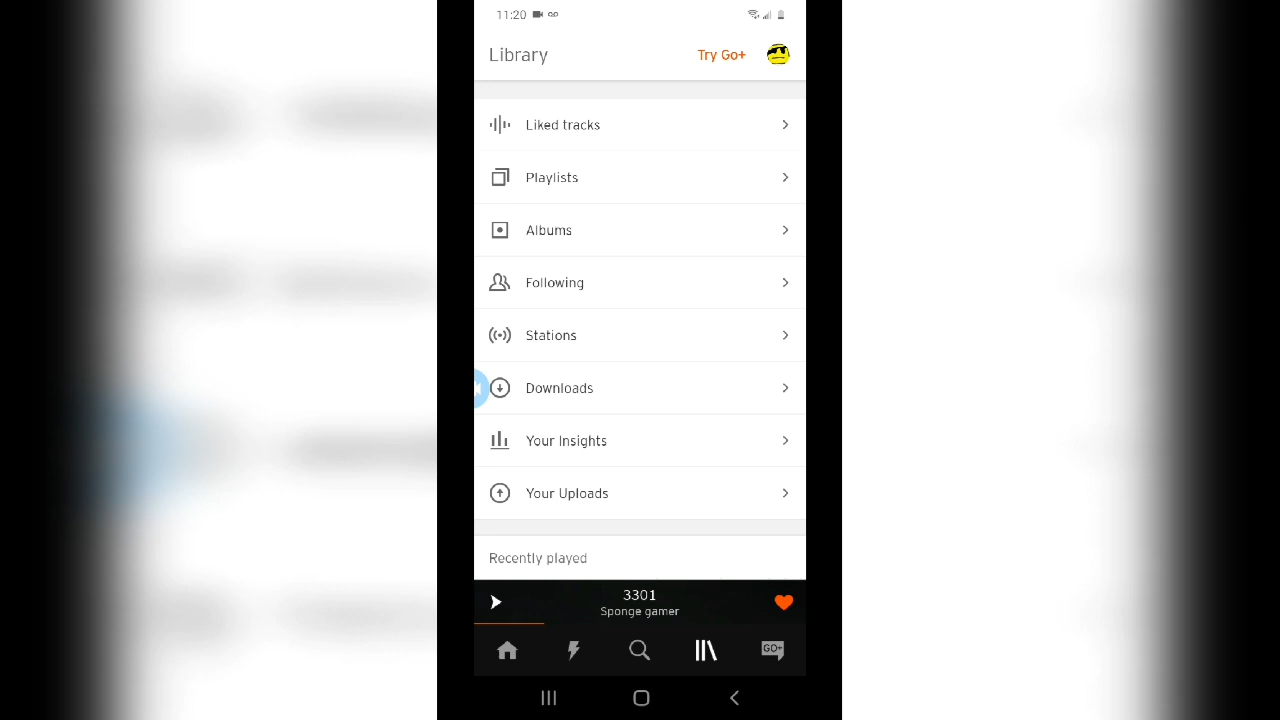 11:20
Library
Try Go+
Liked tracks
Playlists
Albums
Following
Stations
Downloads
Your Insights
Your Uploads
Recently played
3301
Sponge gamer
GO+